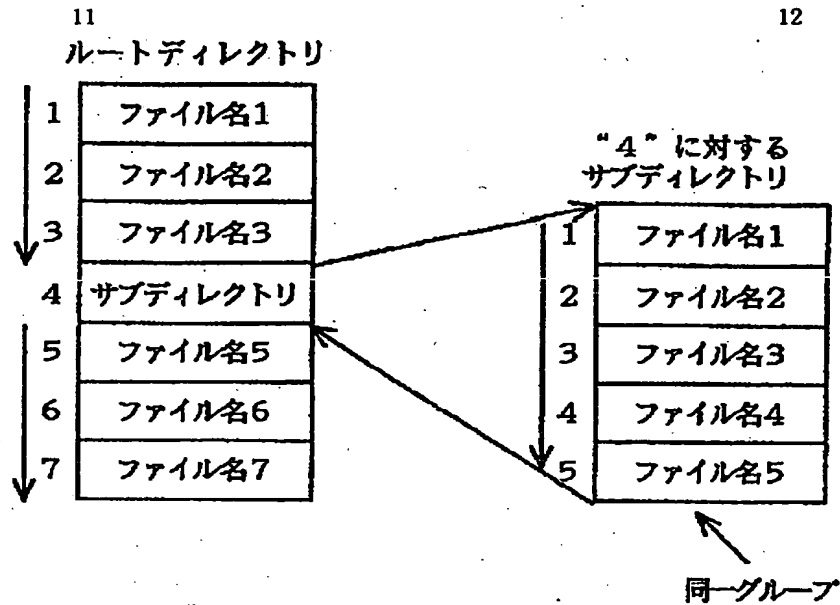 11
12
ルートディレクトリ
1 ファイル名1
2 ファイル名2
3 ファイル名3
4 サブディレクトリ
5 ファイル名5
6 ファイル名6
7 ファイル名7
“4”に対する
サブディレクトリ
1 ファイル名1
2 ファイル名2
3 ファイル名3
4 ファイル名4
5 ファイル名5
同一グループ